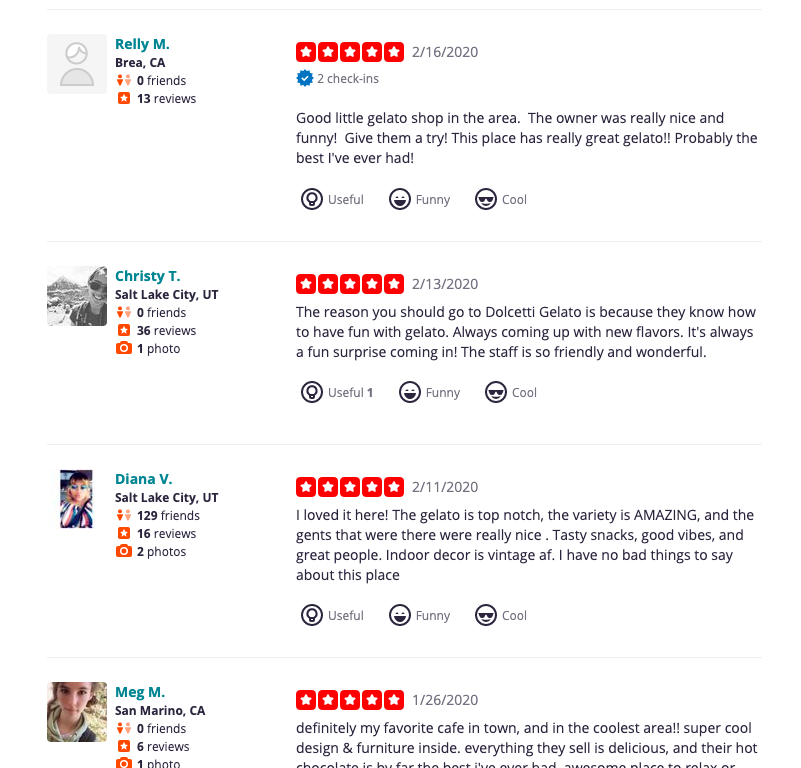 Relly M.
Brea, CA
0 friends
13 reviews
2/16/2020
2 check-ins
Good little gelato shop in the area.  The owner was really nice and
funny!  Give them a try! This place has really great gelato!! Probably the
best I've ever had!
Useful Funny Cool
Christy T.
Salt Lake City, UT
0 friends
36 reviews
1 photo
2/13/2020
The reason you should go to Dolcetti Gelato is because they know how
to have fun with gelato. Always coming up with new flavors. It's always
a fun surprise coming in! The staff is so friendly and wonderful.
Useful 1 Funny Cool
Diana V.
Salt Lake City, UT
129 friends
16 reviews
2 photos
2/11/2020
I loved it here! The gelato is top notch, the variety is AMAZING, and the
gents that were there were really nice . Tasty snacks, good vibes, and
great people. Indoor decor is vintage af. I have no bad things to say
about this place
Useful Funny Cool
Meg M.
San Marino, CA
0 friends
6 reviews
1 photo
1/26/2020
definitely my favorite cafe in town, and in the coolest area!! super cool
design & furniture inside. everything they sell is delicious, and their hot
chocolate is by far the best i've ever had. awesome place to relax or